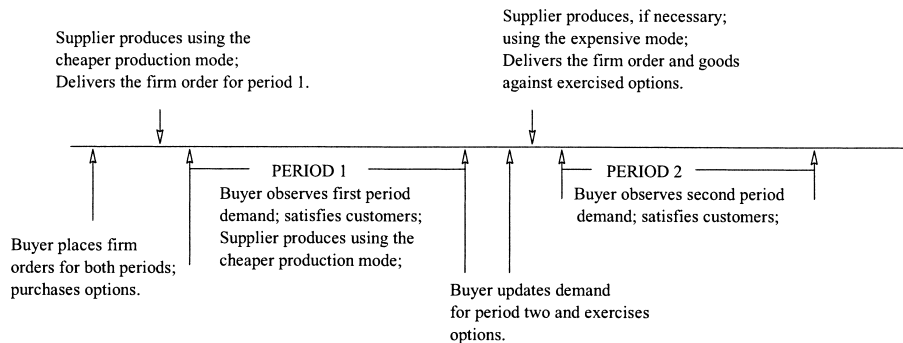 Supplier produces using the
cheaper production mode;
Delivers the firm order for period 1.
Supplier produces, if necessary;
using the expensive mode;
Delivers the firm order and goods
against exercised options.
PERIOD 1
Buyer observes first period
demand; satisfies customers;
Supplier produces using the
cheaper production mode;
PERIOD 2
Buyer observes second period
demand; satisfies customers;
Buyer places firm
orders for both periods;
purchases options.
Buyer updates demand
for period two and exercises
options.